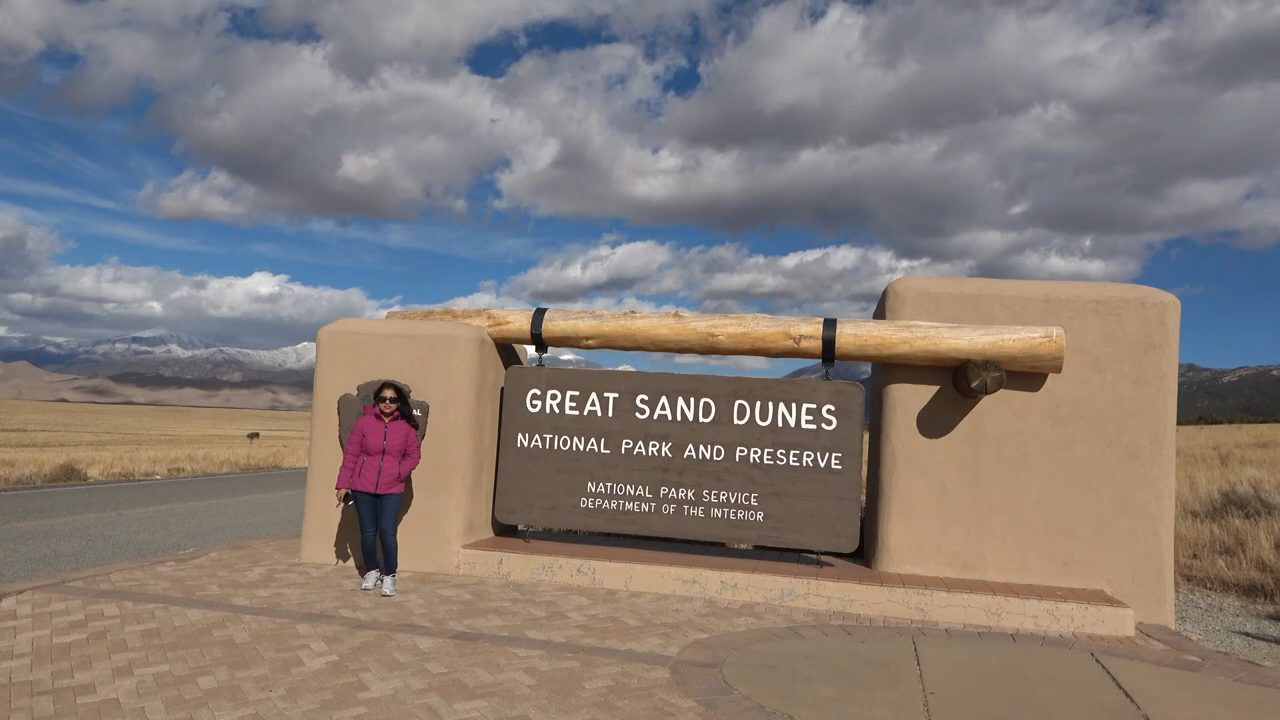 GREAT SAND DUNES
NATIONAL PARK AND PRESERVE
NATIONAL PARK SERVICE
DEPARTMENT OF THE INTERIOR